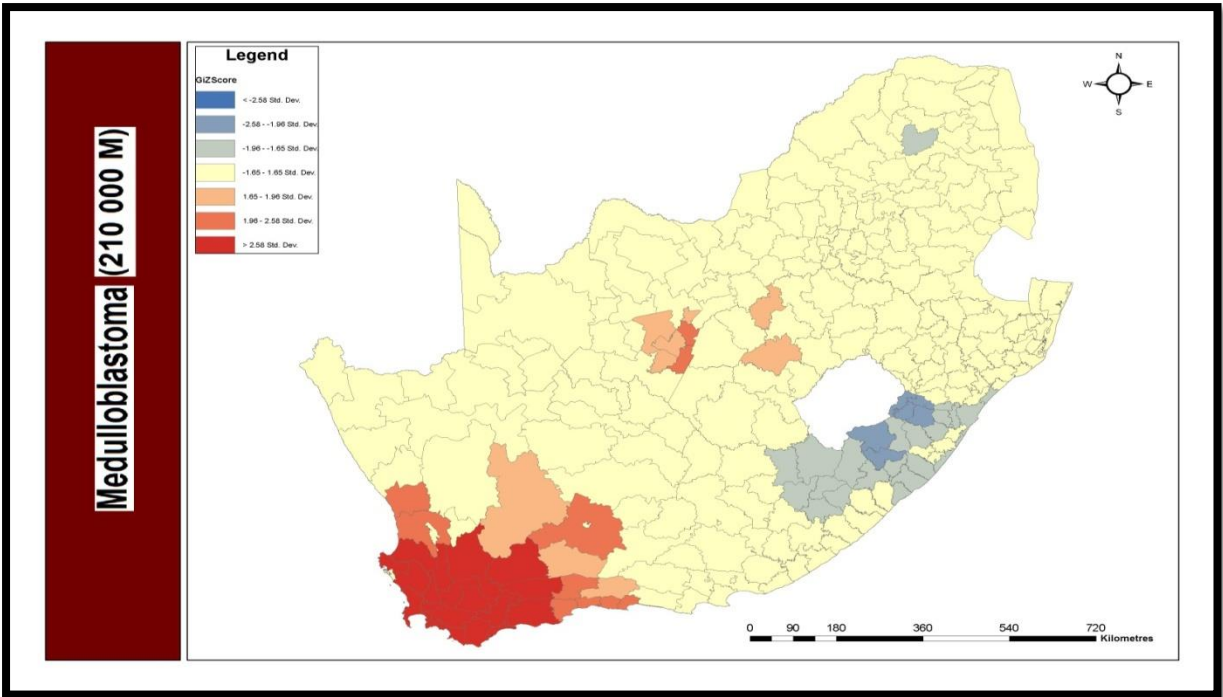 Medulloblastoma (210 000 M)
Legend
GiZScore
< -2.58 Std. Dev.
-2.58 - -1.96 Std. Dev.
-1.96 - -1.65 Std. Dev.
-1.65 - 1.65 Std. Dev.
1.65 - 1.96 Std. Dev.
1.96 - 2.58 Std. Dev.
> 2.58 Std. Dev.
N
W E
S
0 90 180 360 540 720
Kilometres